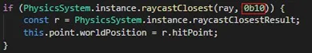 if (PhysicsSystem.instance.raycastClosest(ray, 0b10)) {
const r = PhysicsSystem.instance.raycastClosestResult;
this.point.worldPosition = r.hitPoint;